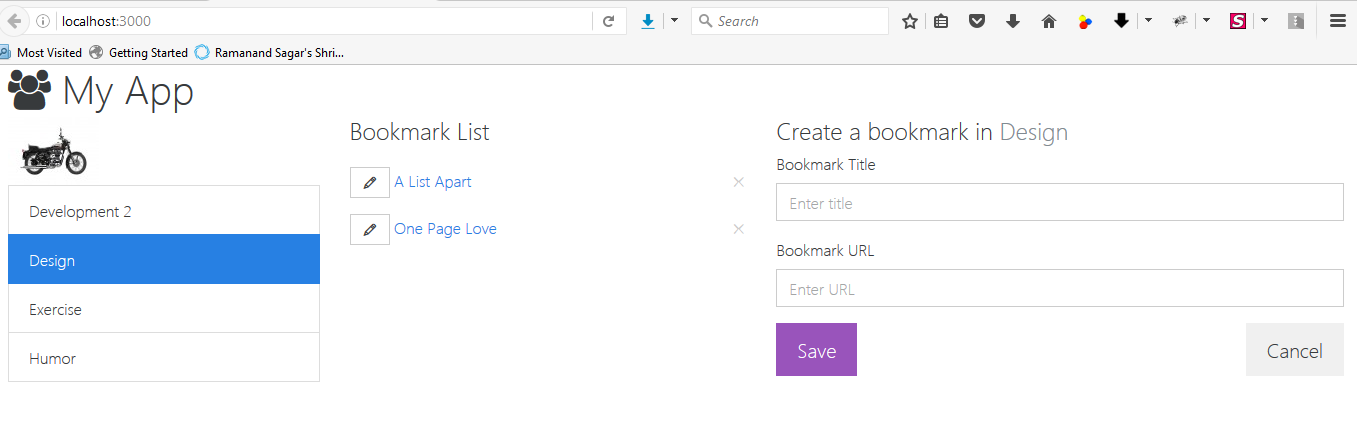 localhost:3000
Search
Most Visited Getting Started Ramanand Sagar's Shri...
My App
Development 2
Design
Exercise
Humor
Bookmark List
A List Apart
One Page Love
Create a bookmark in Design
Bookmark Title
Enter title
Bookmark URL
Enter URL
Save Cancel